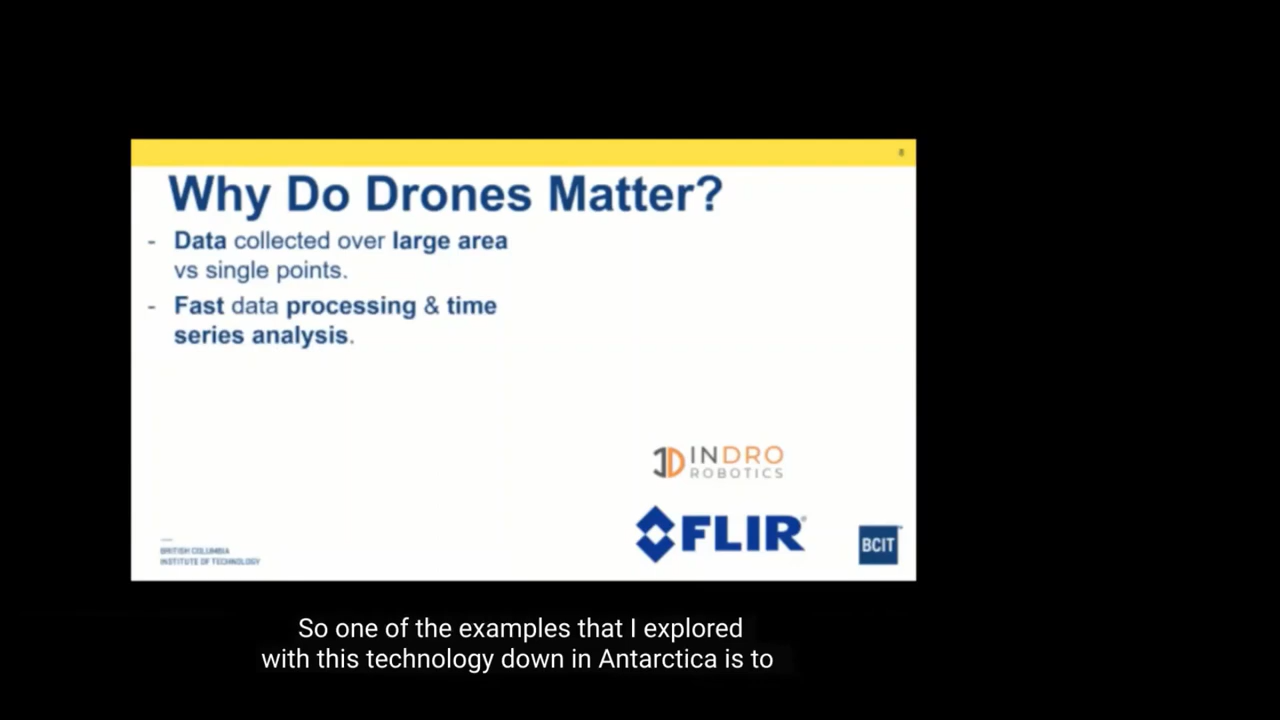 8
Why Do Drones Matter?
- Data collected over large area
vs single points.
- Fast data processing & time
series analysis.
INDRO
ROBOTICS
FLIR
BRITISH COLUMBIA
INSTITUTE OF TECHNOLOGY
BCIT
So one of the examples that I explored
with this technology down in Antarctica is to